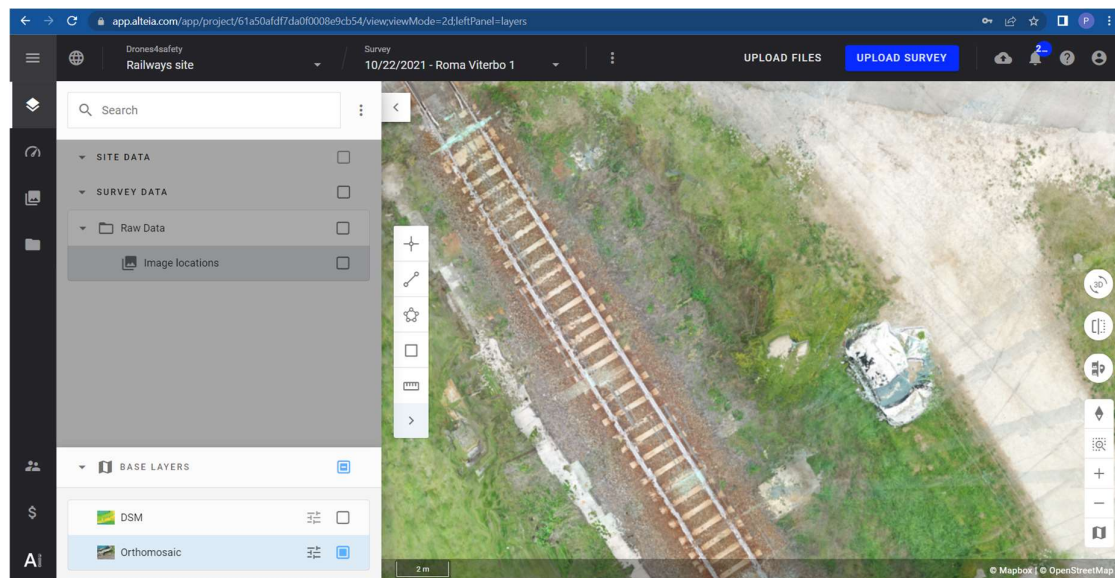 app.alteia.com/app/project/61a50afdf7da0f0008e9cb54/view;viewMode=2d;leftPanel=layers
P
Drones4safety
Railways site
Survey
10/22/2021 - Roma Viterbo 1
UPLOAD FILES
UPLOAD SURVEY
2...
Search
SITE DATA
SURVEY DATA
Raw Data
Image locations
3D
BASE LAYERS
DSM
Orthomosaic
Ai
2 m
© Mapbox | © OpenStreetMap